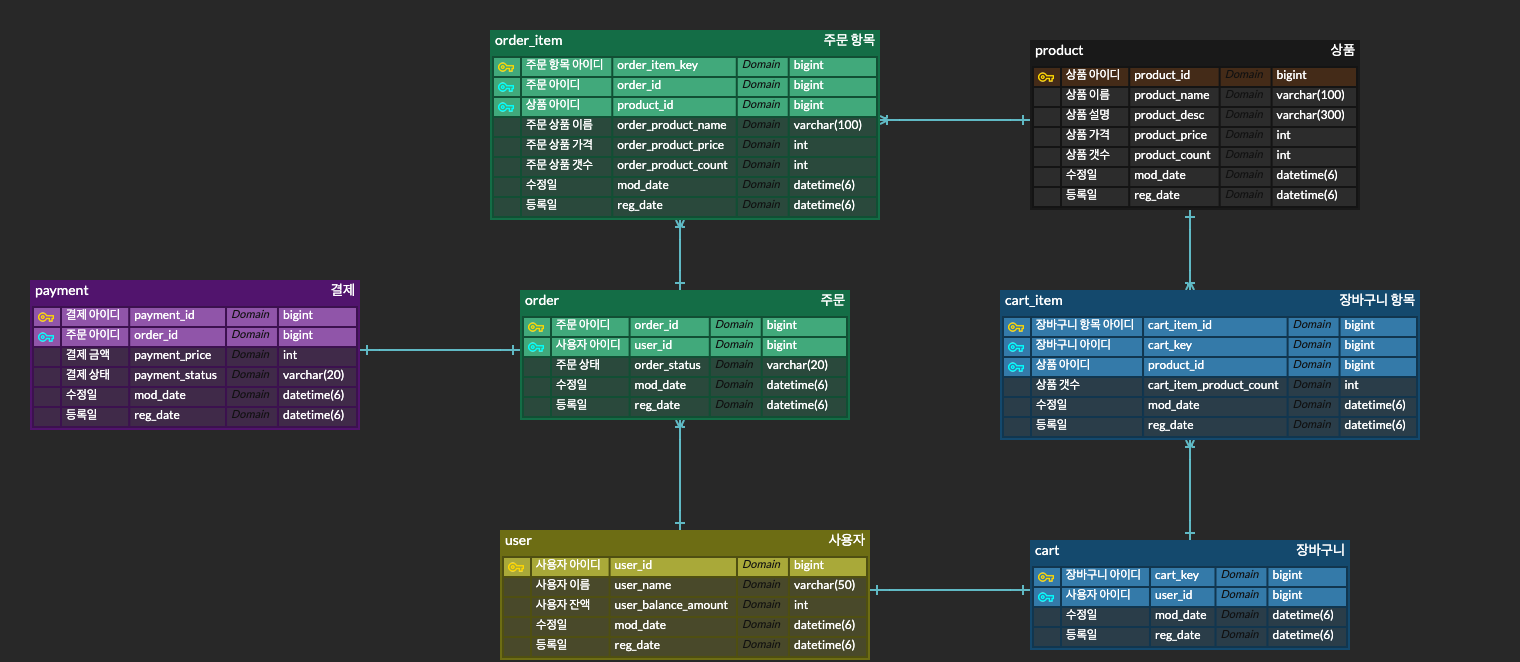 order_item 주문 항목
주문 항목 아이디 order_item_key Domain bigint
주문 아이디 order_id Domain bigint
상품 아이디 product_id Domain bigint
주문 상품 이름 order_product_name Domain varchar(100)
주문 상품 가격 order_product_price Domain int
주문 상품 갯수 order_product_count Domain int
수정일 mod_date Domain datetime(6)
등록일 reg_date Domain datetime(6)
product 상품
상품 아이디 product_id Domain bigint
상품 이름 product_name Domain varchar(100)
상품 설명 product_desc Domain varchar(300)
상품 가격 product_price Domain int
상품 갯수 product_count Domain int
수정일 mod_date Domain datetime(6)
등록일 reg_date Domain datetime(6)
payment 결제
결제 아이디 payment_id Domain bigint
주문 아이디 order_id Domain bigint
결제 금액 payment_price Domain int
결제 상태 payment_status Domain varchar(20)
수정일 mod_date Domain datetime(6)
등록일 reg_date Domain datetime(6)
order 주문
주문 아이디 order_id Domain bigint
사용자 아이디 user_id Domain bigint
주문 상태 order_status Domain varchar(20)
수정일 mod_date Domain datetime(6)
등록일 reg_date Domain datetime(6)
cart_item 장바구니 항목
장바구니 항목 아이디 cart_item_id Domain bigint
장바구니 아이디 cart_key Domain bigint
상품 아이디 product_id Domain bigint
상품 갯수 cart_item_product_count Domain int
수정일 mod_date Domain datetime(6)
등록일 reg_date Domain datetime(6)
user 사용자
사용자 아이디 user_id Domain bigint
사용자 이름 user_name Domain varchar(50)
사용자 잔액 user_balance_amount Domain int
수정일 mod_date Domain datetime(6)
등록일 reg_date Domain datetime(6)
cart 장바구니
장바구니 아이디 cart_key Domain bigint
사용자 아이디 user_id Domain bigint
수정일 mod_date Domain datetime(6)
등록일 reg_date Domain datetime(6)